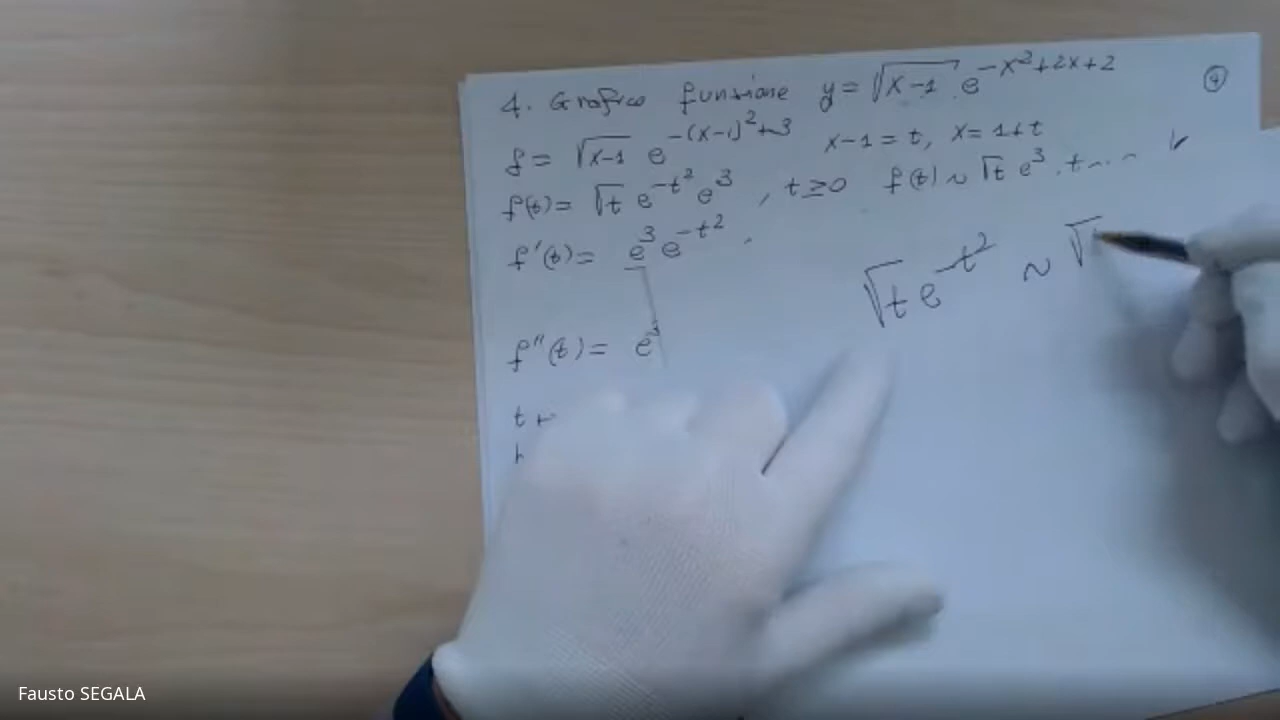 4. Grafico funzione y = √(x-1) e^(-x²+2x+2) ④
f = √(x-1) e^(-(x-1)²+3) x-1 = t, x = 1+t
f(t) = √t e^(-t²) e³, t ≥ 0 f(t) ~ √t e³, t
f'(t) = e³ e^(-t²)
√t e^(-t²) ~ √
f''(t) = e³
t
Fausto SEGALA